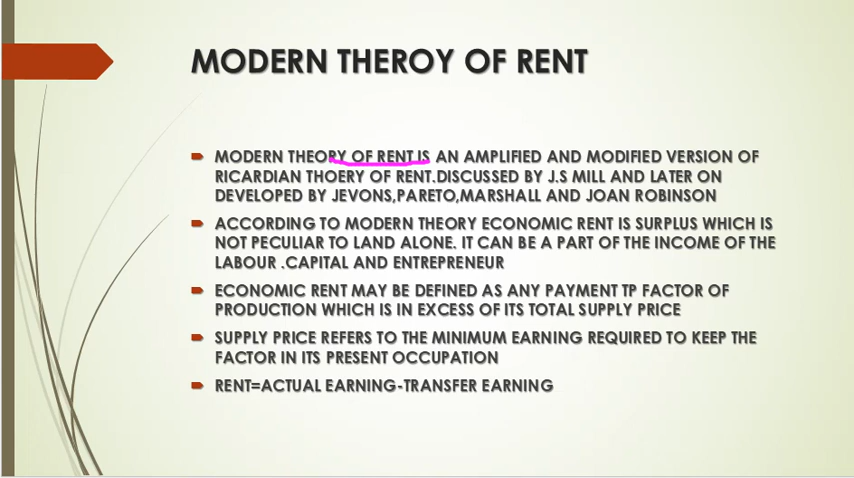 MODERN THEROY OF RENT
MODERN THEORY OF RENT IS AN AMPLIFIED AND MODIFIED VERSION OF
RICARDIAN THOERY OF RENT.DISCUSSED BY J.S MILL AND LATER ON
DEVELOPED BY JEVONS,PARETO,MARSHALL AND JOAN ROBINSON
ACCORDING TO MODERN THEORY ECONOMIC RENT IS SURPLUS WHICH IS
NOT PECULIAR TO LAND ALONE. IT CAN BE A PART OF THE INCOME OF THE
LABOUR .CAPITAL AND ENTREPRENEUR
ECONOMIC RENT MAY BE DEFINED AS ANY PAYMENT TP FACTOR OF
PRODUCTION WHICH IS IN EXCESS OF ITS TOTAL SUPPLY PRICE
SUPPLY PRICE REFERS TO THE MINIMUM EARNING REQUIRED TO KEEP THE
FACTOR IN ITS PRESENT OCCUPATION
RENT=ACTUAL EARNING-TRANSFER EARNING